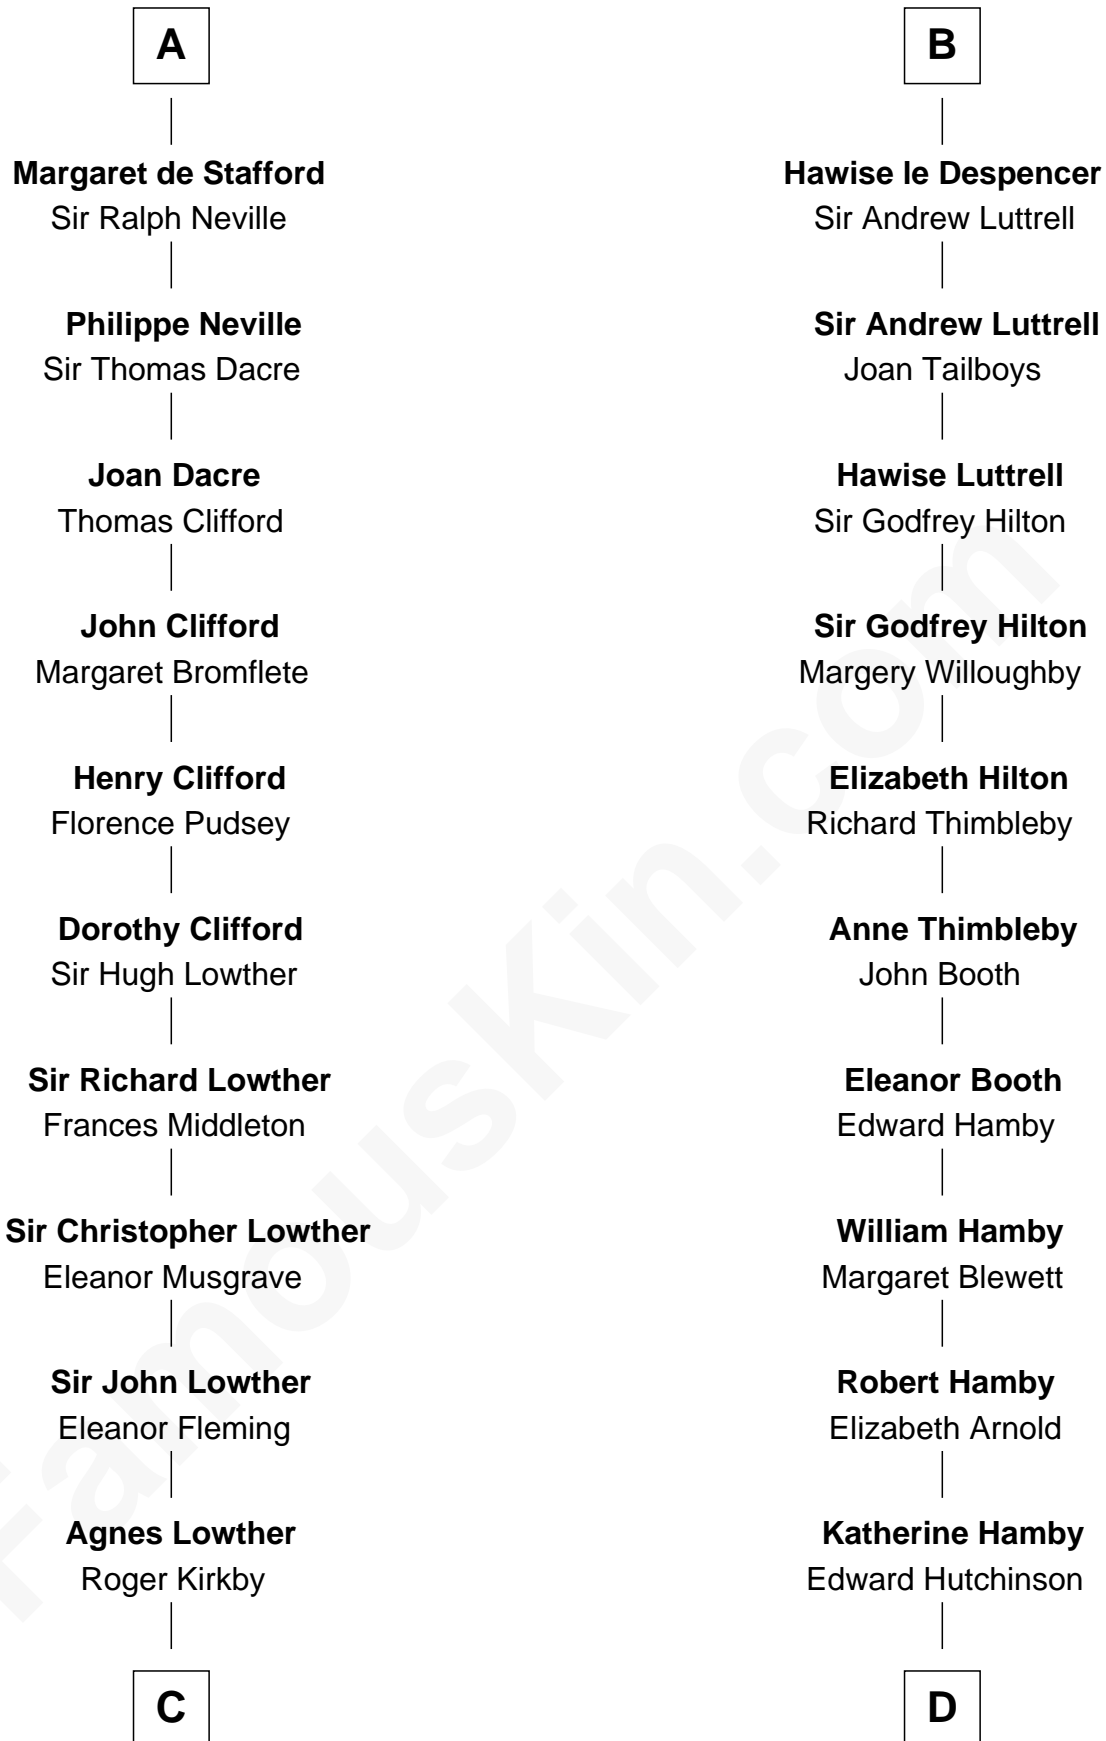 A
Margaret de Stafford
Sir Ralph Neville
Philippe Neville
Sir Thomas Dacre
Joan Dacre
Thomas Clifford
John Clifford
Margaret Bromflete
Henry Clifford
Florence Pudsey
Dorothy Clifford
Sir Hugh Lowther
Sir Richard Lowther
Frances Middleton
Sir Christopher Lowther
Eleanor Musgrave
Sir John Lowther
Eleanor Fleming
Agnes Lowther
Roger Kirkby
C
B
Hawise le Despencer
Sir Andrew Luttrell
Sir Andrew Luttrell
Joan Tailboys
Hawise Luttrell
Sir Godfrey Hilton
Sir Godfrey Hilton
Margery Willoughby
Elizabeth Hilton
Richard Thimbleby
Anne Thimbleby
John Booth
Eleanor Booth
Edward Hamby
William Hamby
Margaret Blewett
Robert Hamby
Elizabeth Arnold
Katherine Hamby
Edward Hutchinson
D
FamousKin.com